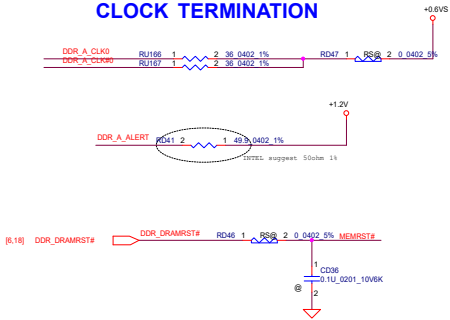 CLOCK TERMINATION
+0.6VS
DDR_A_CLK0 RU166 1 2 36_0402_1% RD47 1 RS@ 2 0_0402_5%
DDR_A_CLK#0 RU167 1 2 36_0402_1%
+1.2V
DDR_A_ALERT RD41 2 1 49.9_0402_1%
INTEL suggest 50ohm 1%
[6,18] DDR_DRAMRST# DDR_DRAMRST# RD46 1 RS@ 2 0_0402_5% MEMRST#
1
CD36
@ 0.1U_0201_10V6K
2